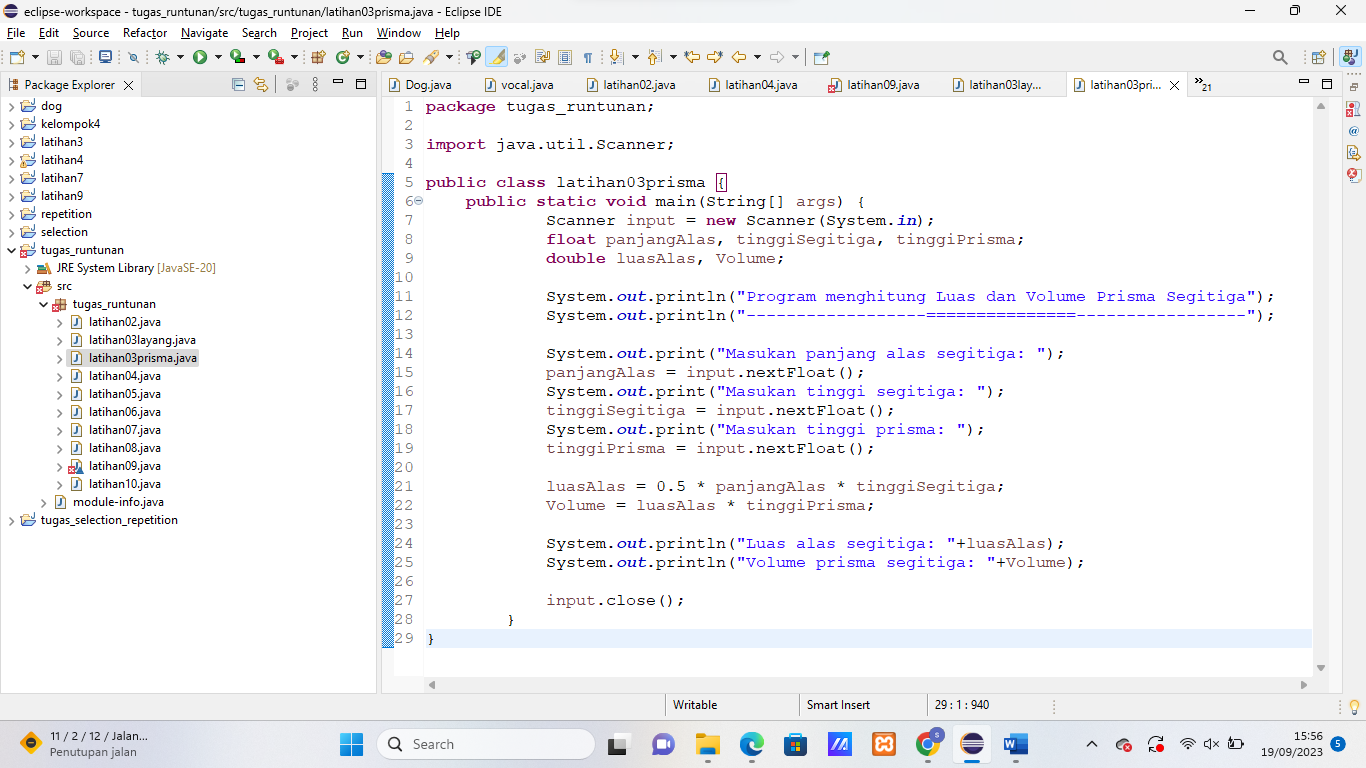 eclipse-workspace - tugas_runtunan/src/tugas_runtunan/latihan03prisma.java - Eclipse IDE
File Edit Source Refactor Navigate Search Project Run Window Help
Package Explorer
dog
kelompok4
latihan3
latihan4
latihan7
latihan9
repetition
selection
tugas_runtunan
JRE System Library [JavaSE-20]
src
tugas_runtunan
latihan02.java
latihan03layang.java
latihan03prisma.java
latihan04.java
latihan05.java
latihan06.java
latihan07.java
latihan08.java
latihan09.java
latihan10.java
module-info.java
tugas_selection_repetition
Dog.java vocal.java latihan02.java latihan04.java latihan09.java latihan03lay... latihan03pri... 21
1 package tugas_runtunan;
2
3 import java.util.Scanner;
4
5 public class latihan03prisma {
6 public static void main(String[] args) {
7 Scanner input = new Scanner(System.in);
8 float panjangAlas, tinggiSegitiga, tinggiPrisma;
9 double luasAlas, Volume;
10
11 System.out.println("Program menghitung Luas dan Volume Prisma Segitiga");
12 System.out.println("------------------===============-----------------");
13
14 System.out.print("Masukan panjang alas segitiga: ");
15 panjangAlas = input.nextFloat();
16 System.out.print("Masukan tinggi segitiga: ");
17 tinggiSegitiga = input.nextFloat();
18 System.out.print("Masukan tinggi prisma: ");
19 tinggiPrisma = input.nextFloat();
20
21 luasAlas = 0.5 * panjangAlas * tinggiSegitiga;
22 Volume = luasAlas * tinggiPrisma;
23
24 System.out.println("Luas alas segitiga: "+luasAlas);
25 System.out.println("Volume prisma segitiga: "+Volume);
26
27 input.close();
28 }
29 }
Writable Smart Insert 29 : 1 : 940
11 / 2 / 12 / Jalan...
Penutupan jalan
Search
S
15:56
19/09/2023
5